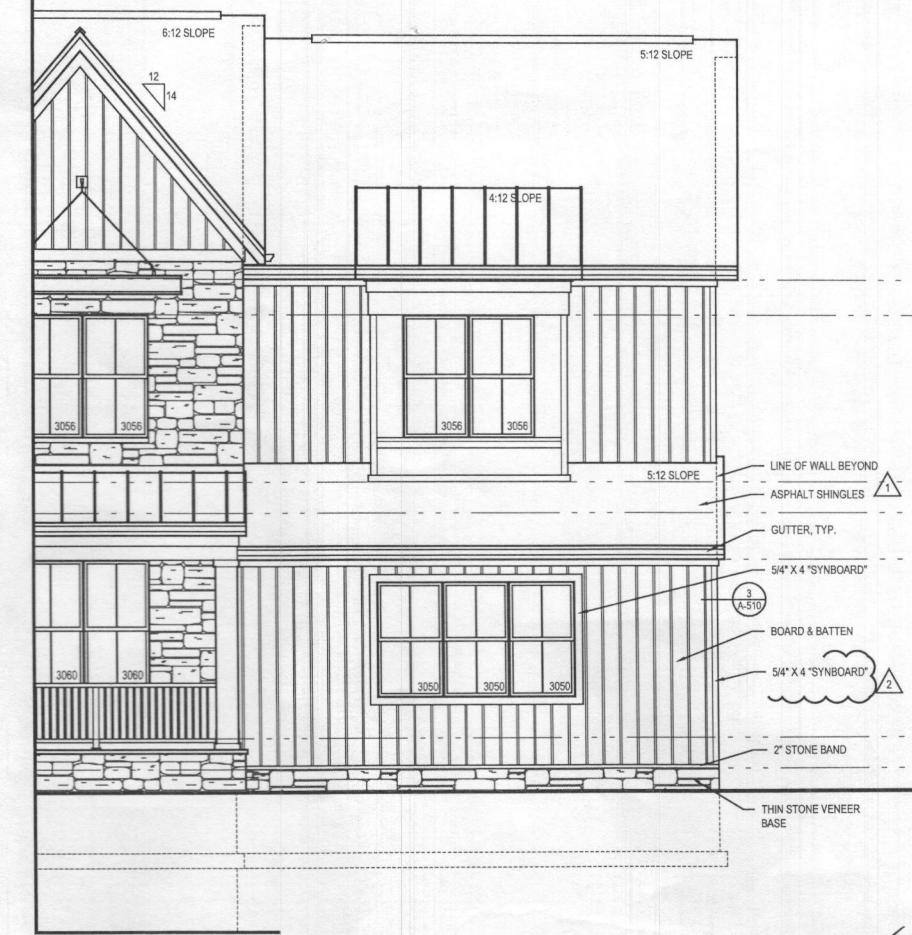 6:12 SLOPE
5:12 SLOPE
12
14
4:12 SLOPE
3056
3056
3056
3056
5:12 SLOPE
LINE OF WALL BEYOND
ASPHALT SHINGLES
1
GUTTER, TYP.
5/4" X 4 "SYNBOARD"
3
A-510
BOARD & BATTEN
5/4" X 4 "SYNBOARD"
2
3060
3060
3050
3050
3050
2" STONE BAND
THIN STONE VENEER
BASE